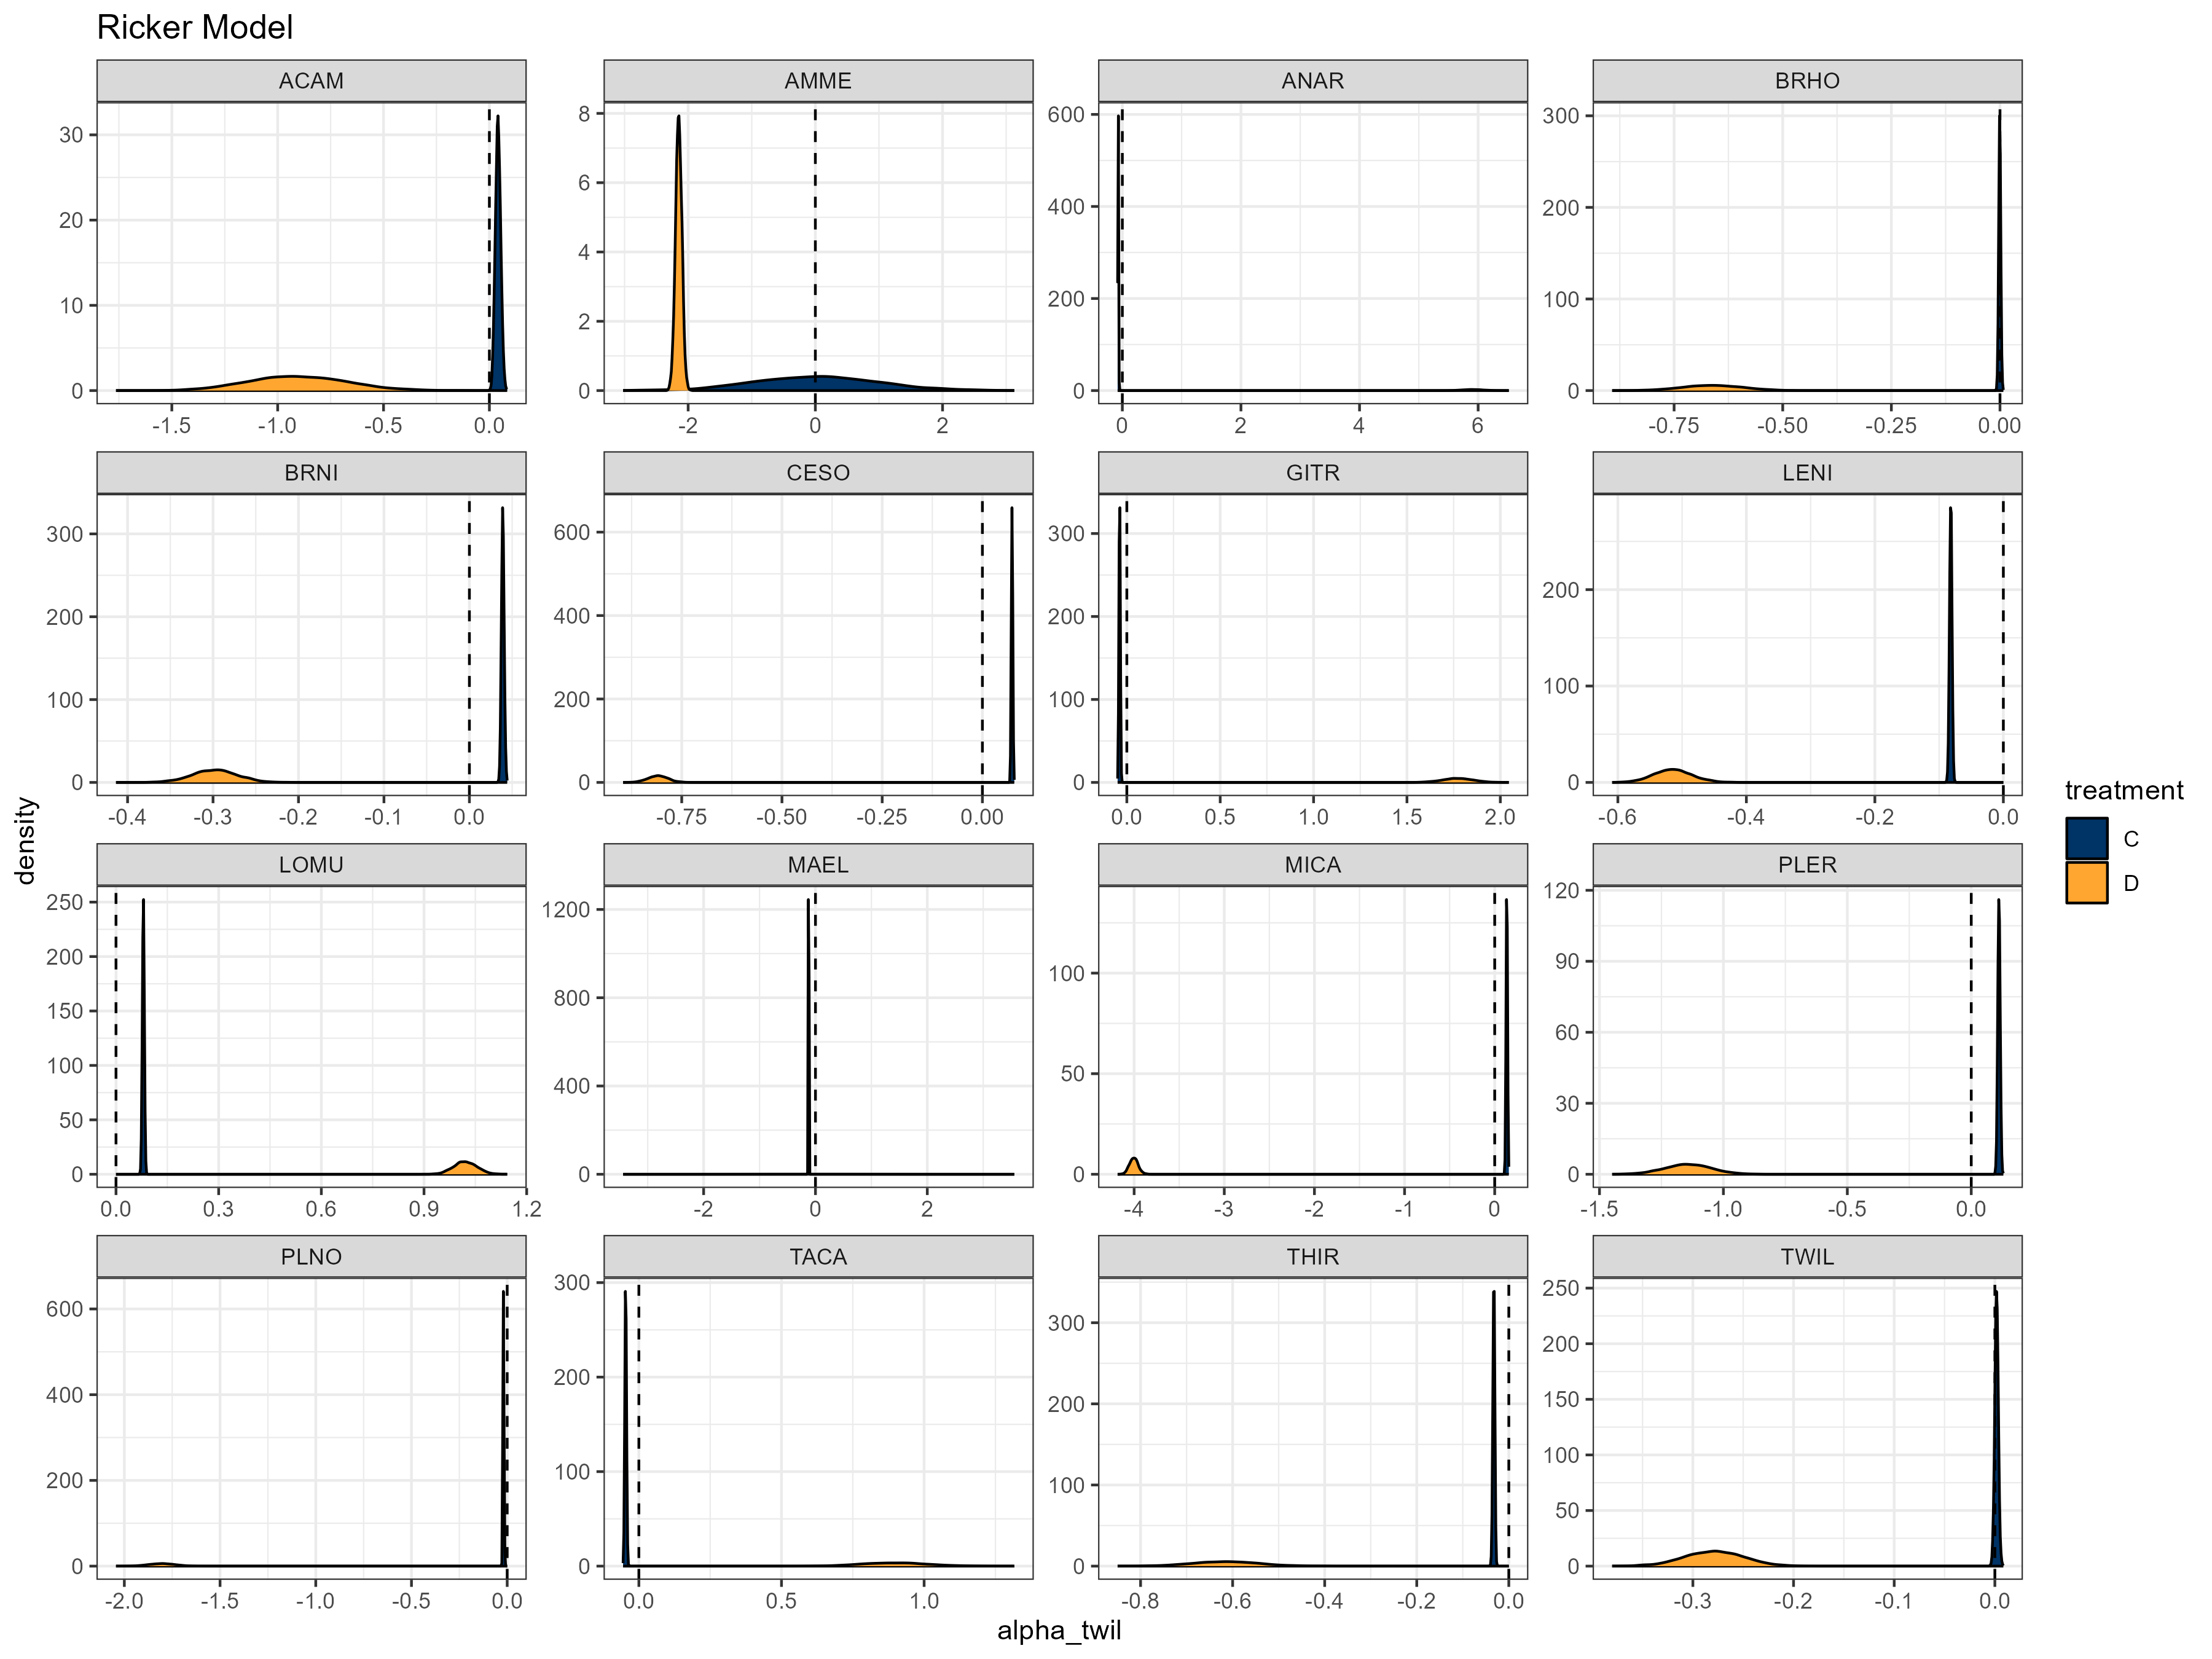 Ricker Model
ACAM AMME ANAR BRHO
30 8 600 300
20 6 400 200
10 4 200 100
0 2 0 0
0
-1.5 -1.0 -0.5 0.0 -2 0 2 0 2 4 6 -0.75 -0.50 -0.25 0.00
BRNI CESO GITR LENI
300 600 300 200
200 400 200 100
100 200 100 0
0 0 0
-0.4 -0.3 -0.2 -0.1 0.0 -0.75 -0.50 -0.25 0.00 0.0 0.5 1.0 1.5 2.0 -0.6 -0.4 -0.2 0.0
treatment
C
D
density
LOMU MAEL MICA PLER
250 1200 100 120
200 800 50 90
150 400 0 60
100 0 30
50 0
0
0.0 0.3 0.6 0.9 1.2 -2 0 2 -4 -3 -2 -1 0 -1.5 -1.0 -0.5 0.0
PLNO TACA THIR TWIL
600 300 300 250
400 200 200 200
200 100 100 150
0 0 0 100
50
0
-2.0 -1.5 -1.0 -0.5 0.0 0.0 0.5 1.0 -0.8 -0.6 -0.4 -0.2 0.0 -0.3 -0.2 -0.1 0.0
alpha_twil